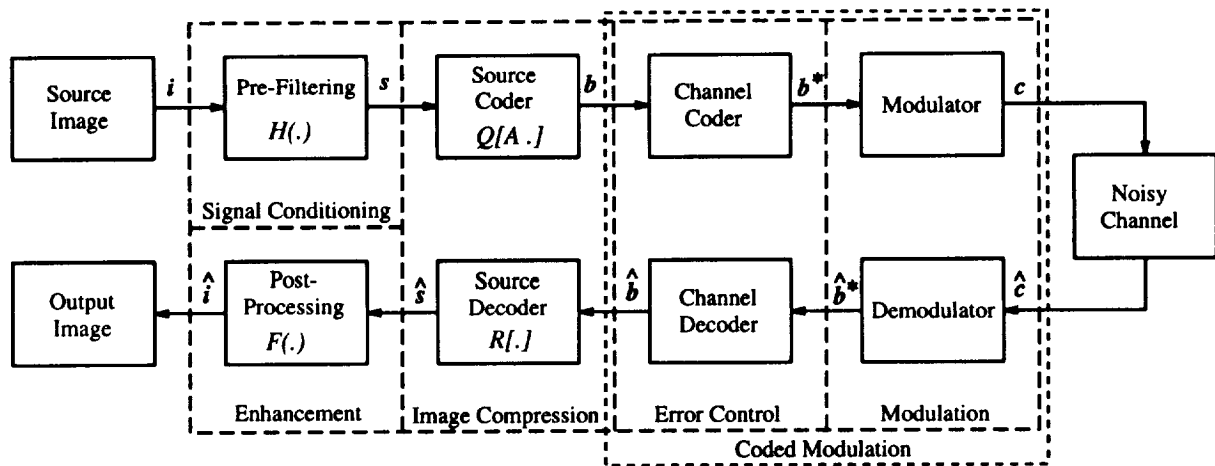 Source
Image
i
Pre-Filtering
H(.)
s
Source
Coder
Q[A .]
b
Channel
Coder
b*
Modulator
c
Noisy
Channel
Signal Conditioning
Output
Image
î
Post-
Processing
F(.)
ŝ
Source
Decoder
R[.]
b̂
Channel
Decoder
b̂*
Demodulator
ĉ
Enhancement
Image Compression
Error Control
Modulation
Coded Modulation